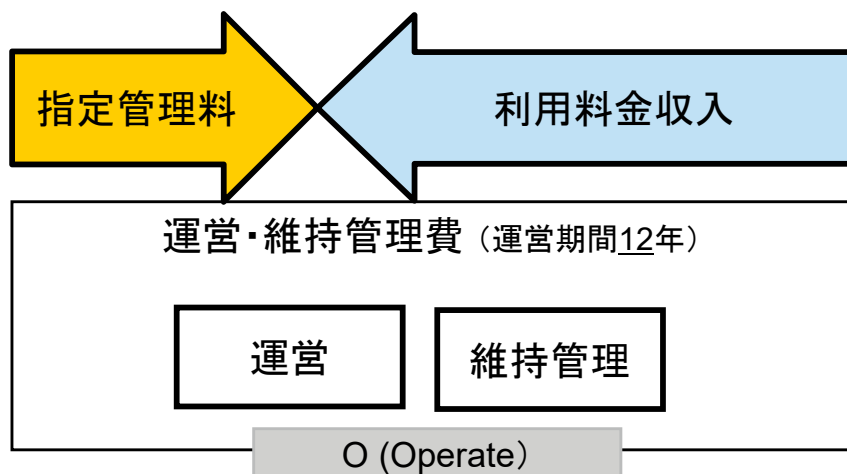 指定管理料
利用料金収入
運営・維持管理費（運営期間12年）
運営
維持管理
O (Operate）